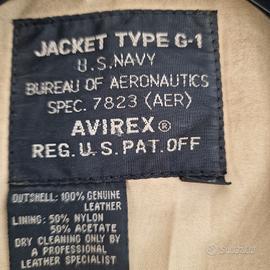 JACKET TYPE G-1
U.S. NAVY
BUREAU OF AERONAUTICS
SPEC. 7823 (AER)
AVIREX®
REG. U.S. PAT. OFF
OUTSHELL: 100% GENUINE
LEATHER
LINING: 50% NYLON
50% ACETATE
DRY CLEANING ONLY BY
A PROFESSIONAL
LEATHER SPECIALIST
subito